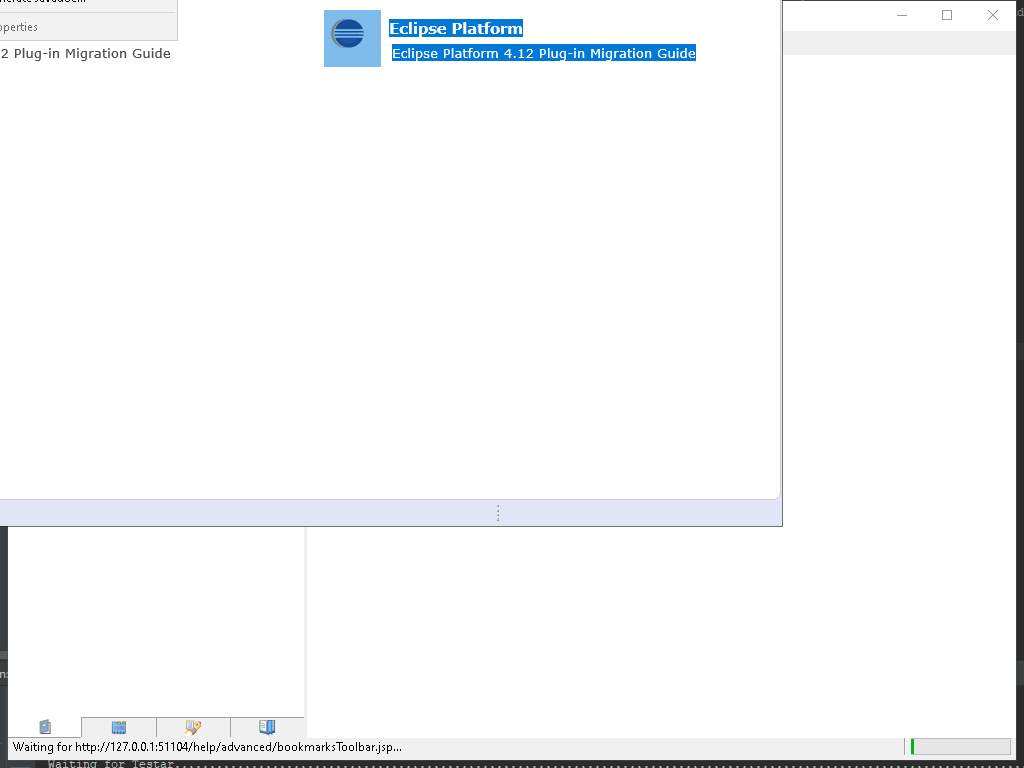 operties
2 Plug-in Migration Guide
Eclipse Platform
Eclipse Platform 4.12 Plug-in Migration Guide
Waiting for http://127.0.0.1:51104/help/advanced/bookmarksToolbar.jsp...
Waiting for Testar